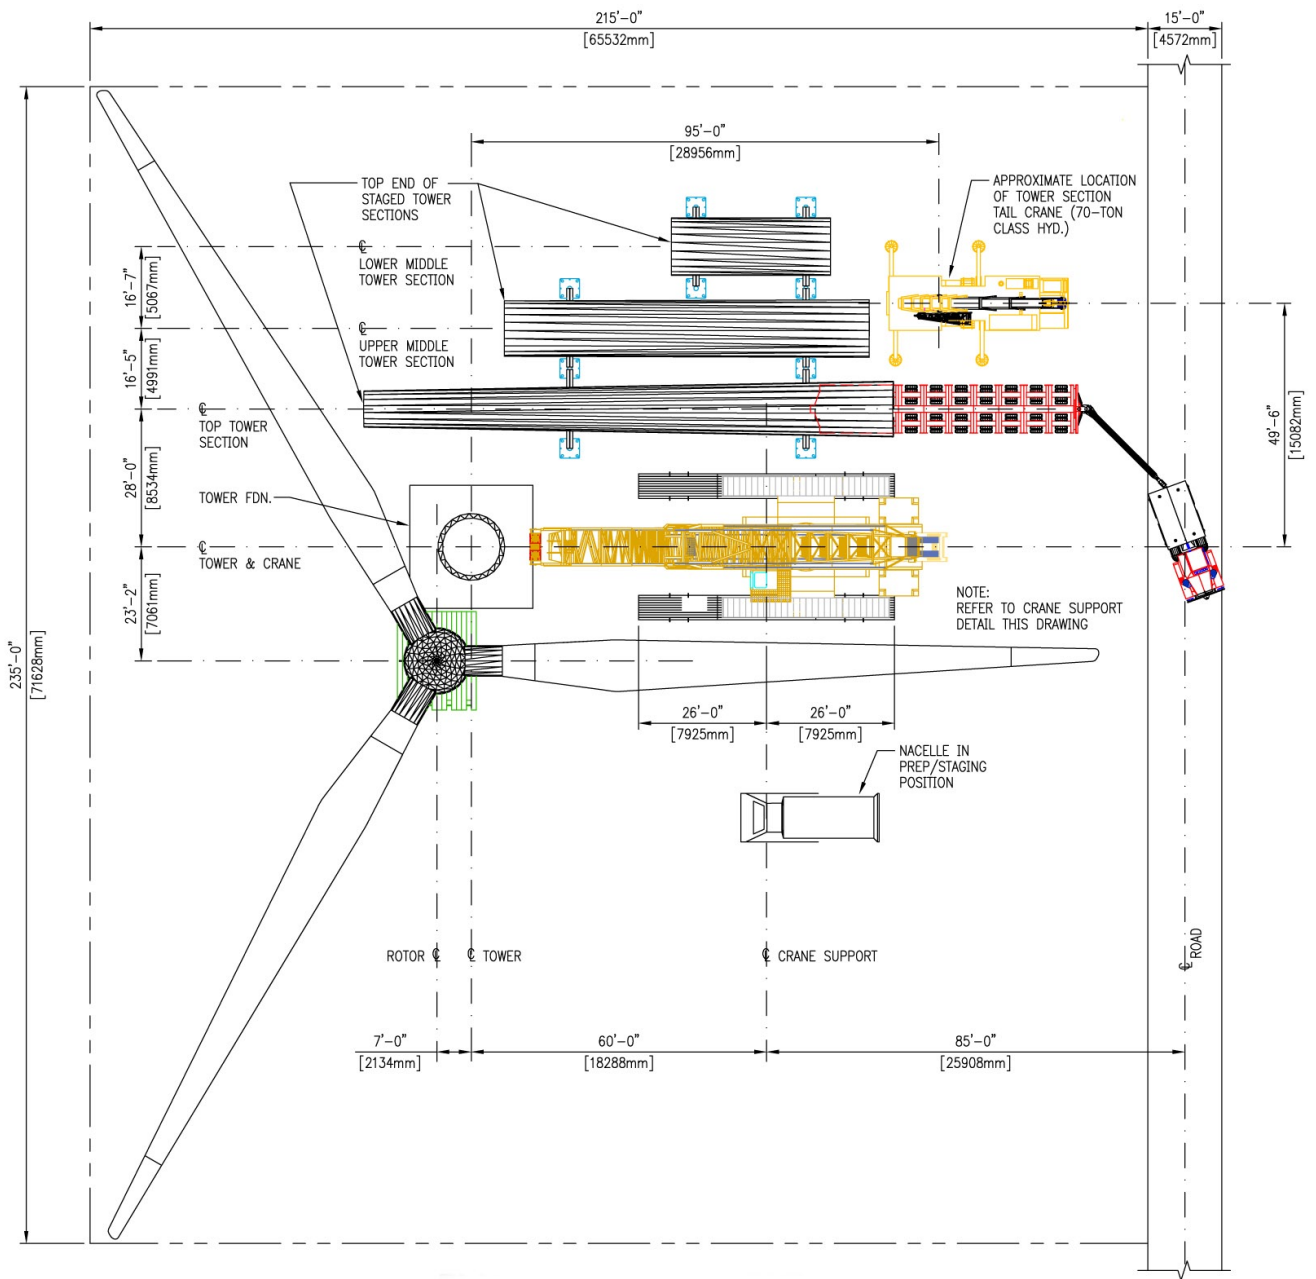 215'-0"
[65532mm]
15'-0"
[4572mm]
95'-0"
[28956mm]
TOP END OF
STAGED TOWER
SECTIONS
APPROXIMATE LOCATION
OF TOWER SECTION
TAIL CRANE (70-TON
CLASS HYD.)
℄
LOWER MIDDLE
TOWER SECTION
16'-7"
[5067mm]
℄
UPPER MIDDLE
TOWER SECTION
16'-5"
[4991mm]
℄
TOP TOWER
SECTION
49'-6"
[15082mm]
28'-0"
[8534mm]
TOWER FDN.
℄
TOWER & CRANE
23'-2"
[7061mm]
NOTE:
REFER TO CRANE SUPPORT
DETAIL THIS DRAWING
235'-0"
[71628mm]
26'-0"
[7925mm]
26'-0"
[7925mm]
NACELLE IN
PREP/STAGING
POSITION
ROTOR ℄
℄ TOWER
℄ CRANE SUPPORT
℄ ROAD
7'-0"
[2134mm]
60'-0"
[18288mm]
85'-0"
[25908mm]